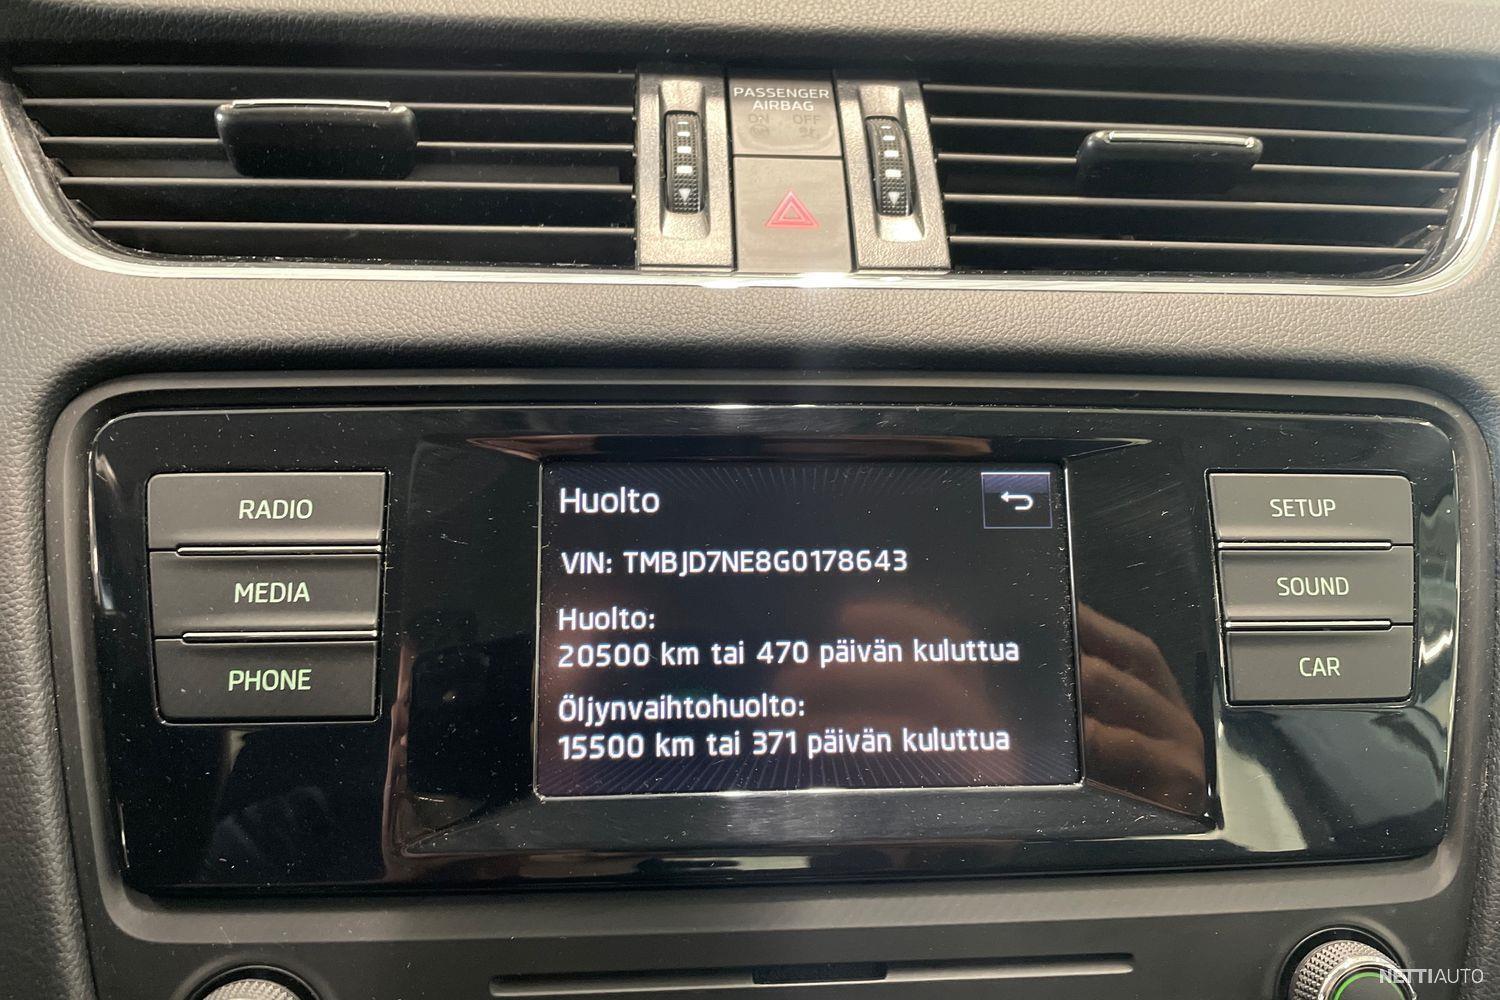 PASSENGER
AIRBAG
ON OFF
RADIO
MEDIA
PHONE
Huolto
VIN: TMBJD7NE8G0178643
Huolto:
20500 km tai 470 päivän kuluttua
Öljynvaihtohuolto:
15500 km tai 371 päivän kuluttua
SETUP
SOUND
CAR
NETTIAUTO